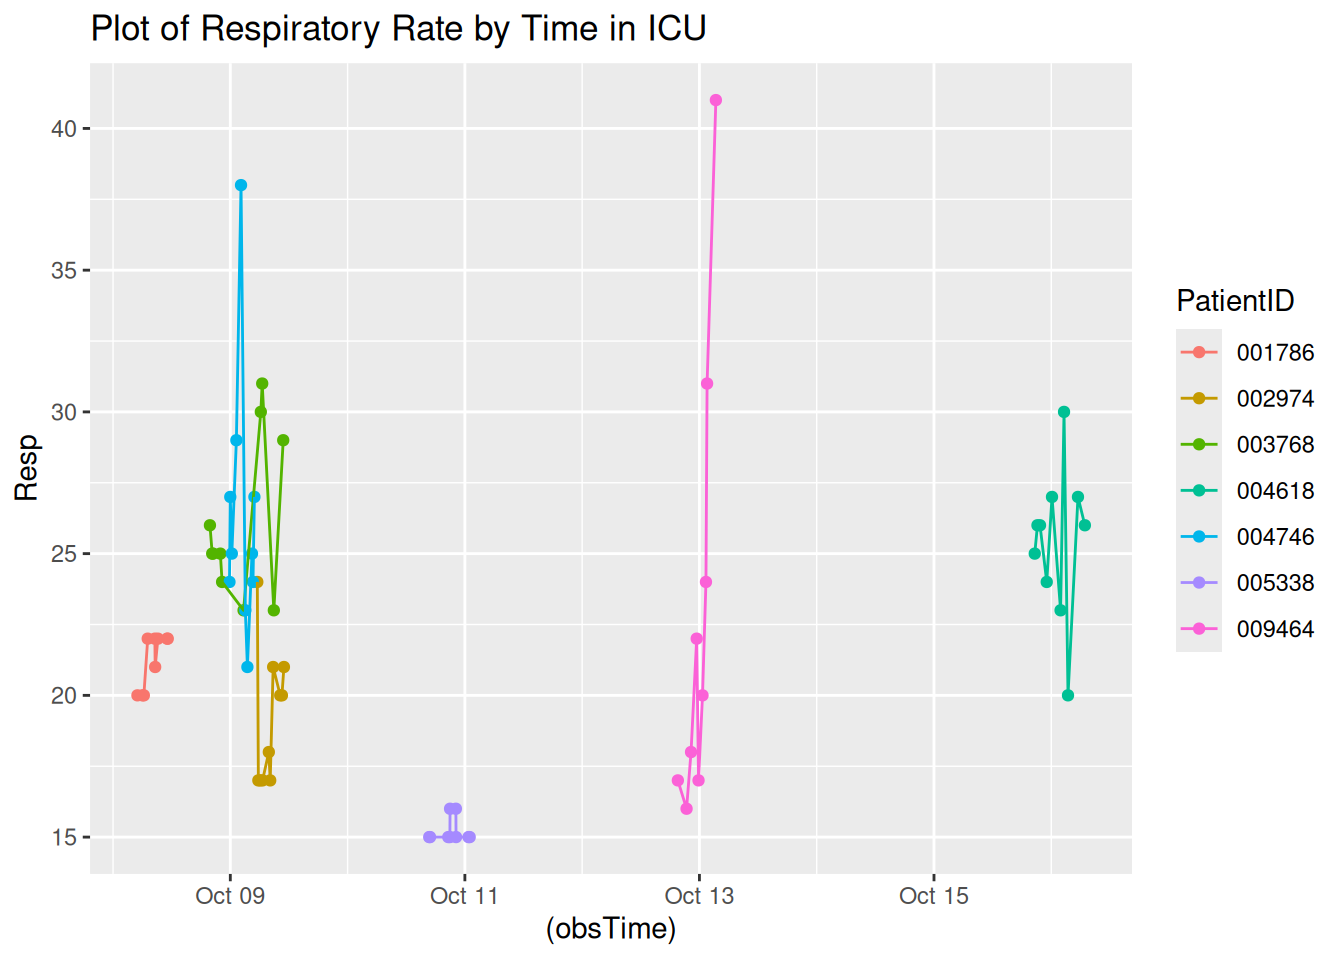 Plot of Respiratory Rate by Time in ICU
40
35
30
25
20
15
Resp
Oct 09 Oct 11 Oct 13 Oct 15
(obsTime)
PatientID
001786
002974
003768
004618
004746
005338
009464